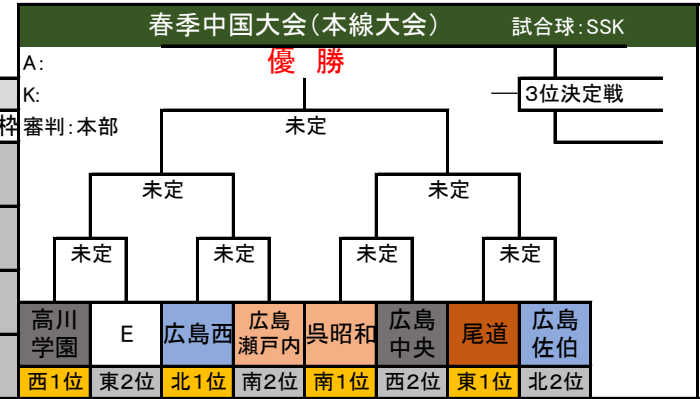 春季中国大会(本線大会) 試合球:SSK
A:
優 勝
K:
3位決定戦
枠
審判:本部
未定
未定 未定
未定 未定 未定 未定
高川学園 E 広島西 広島瀬戸内 呉昭和 広島中央 尾道 広島佐伯
西1位 東2位 北1位 南2位 南1位 西2位 東1位 北2位